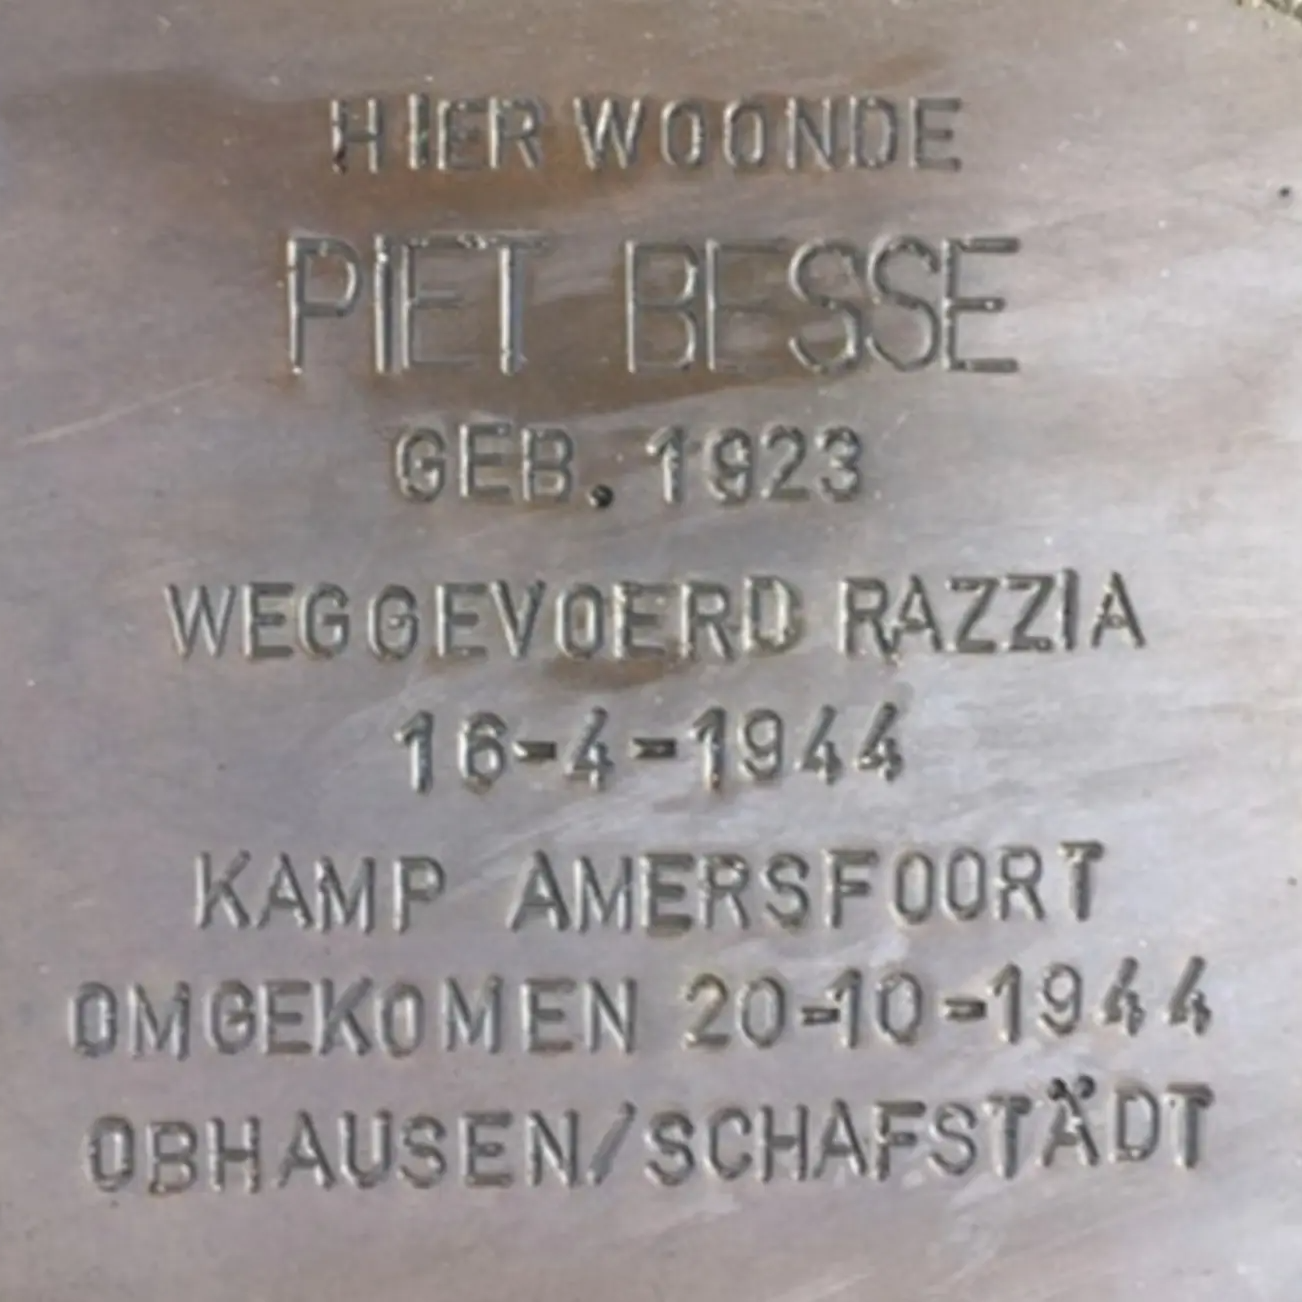 HIER WOONDE
PIET BESSE
GEB. 1923
WEGGEVOERD RAZZIA
16-4-1944
KAMP AMERSFOORT
OMGEKOMEN 20-10-1944
OBHAUSEN/SCHAFSTÄDT